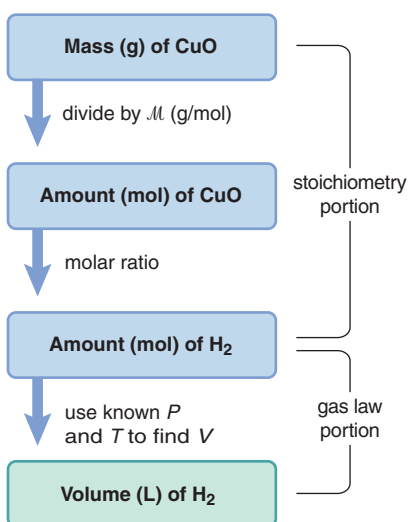 Mass (g) of CuO
divide by ℳ (g/mol)
Amount (mol) of CuO
stoichiometry
portion
molar ratio
Amount (mol) of H₂
use known P
and T to find V
gas law
portion
Volume (L) of H₂